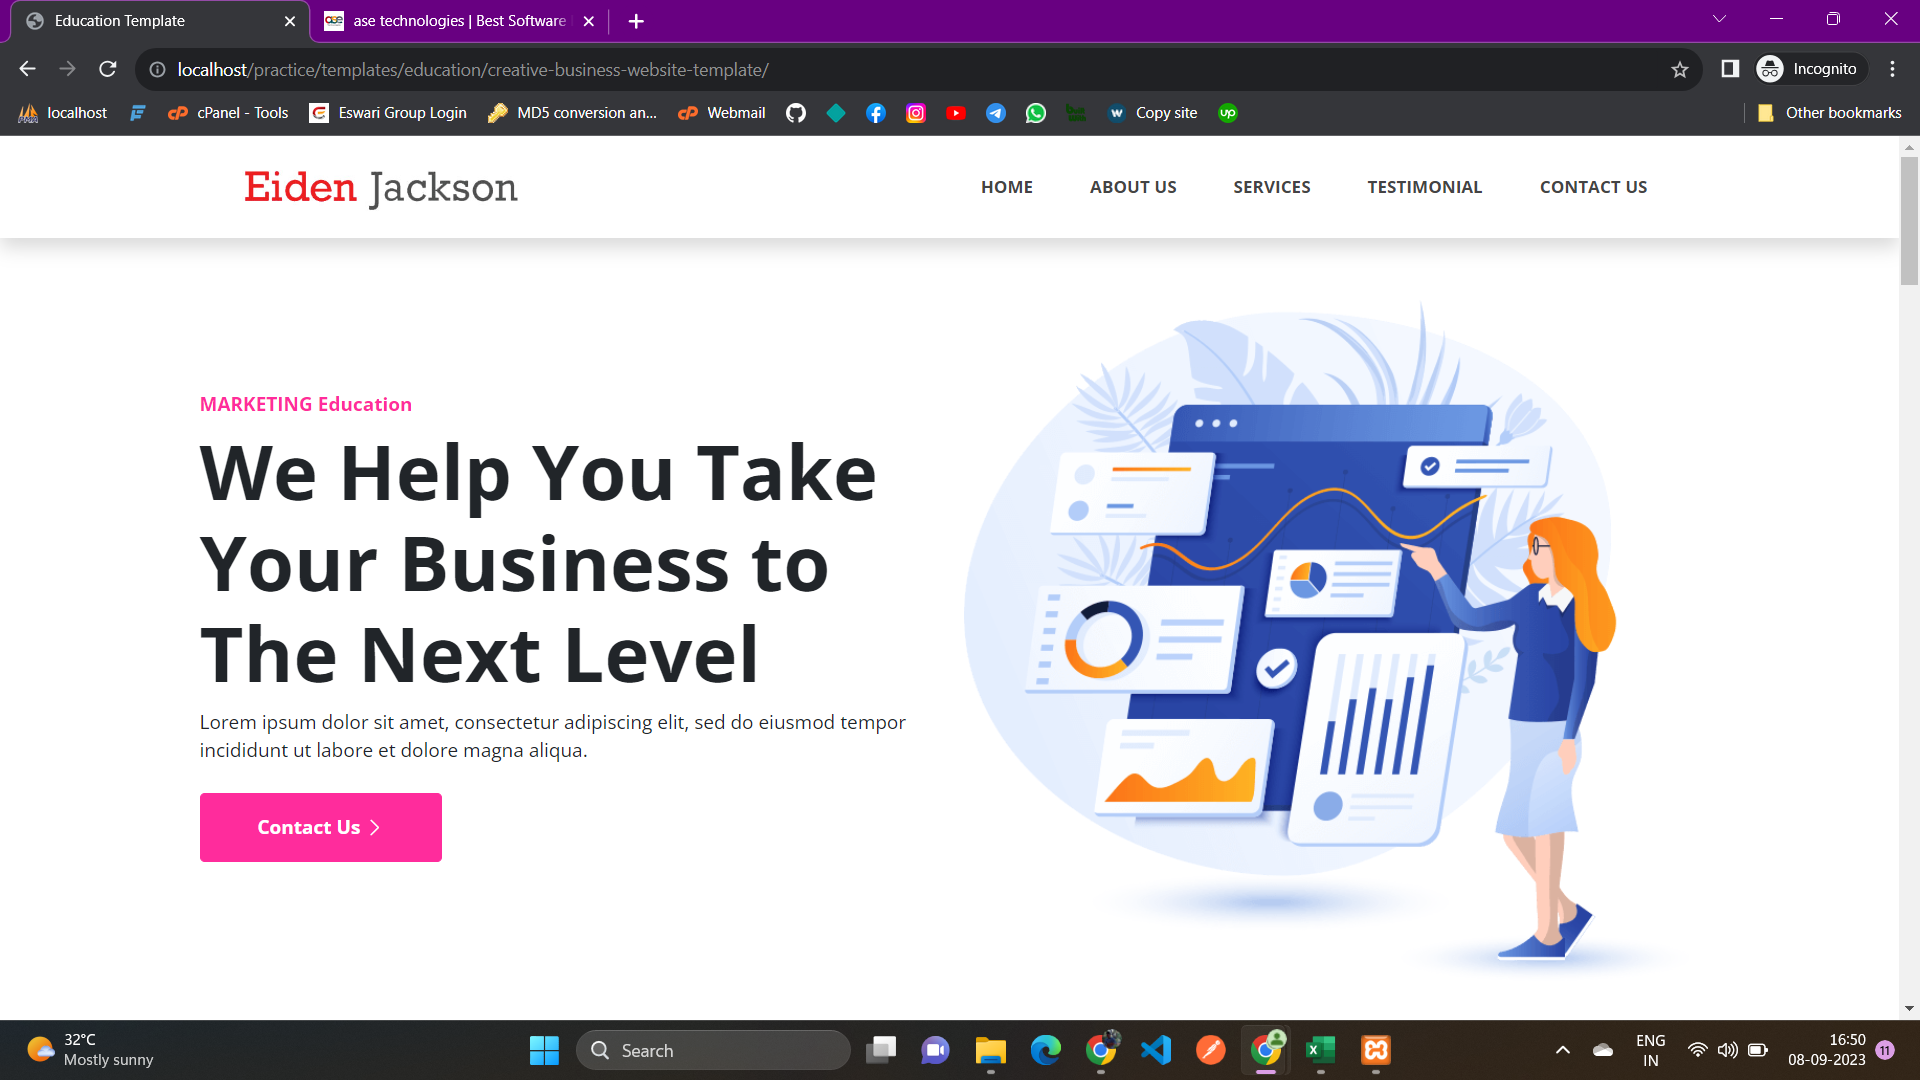 Education Template
ase technologies | Best Software
localhost/practice/templates/education/creative-business-website-template/
Incognito
localhost
cPanel - Tools
Eswari Group Login
MD5 conversion an...
Webmail
Copy site
Other bookmarks
Eiden Jackson
HOME
ABOUT US
SERVICES
TESTIMONIAL
CONTACT US
MARKETING Education
We Help You Take
Your Business to
The Next Level
Lorem ipsum dolor sit amet, consectetur adipiscing elit, sed do eiusmod tempor
incididunt ut labore et dolore magna aliqua.
Contact Us
32°C
Mostly sunny
Search
ENG
IN
16:50
08-09-2023
11